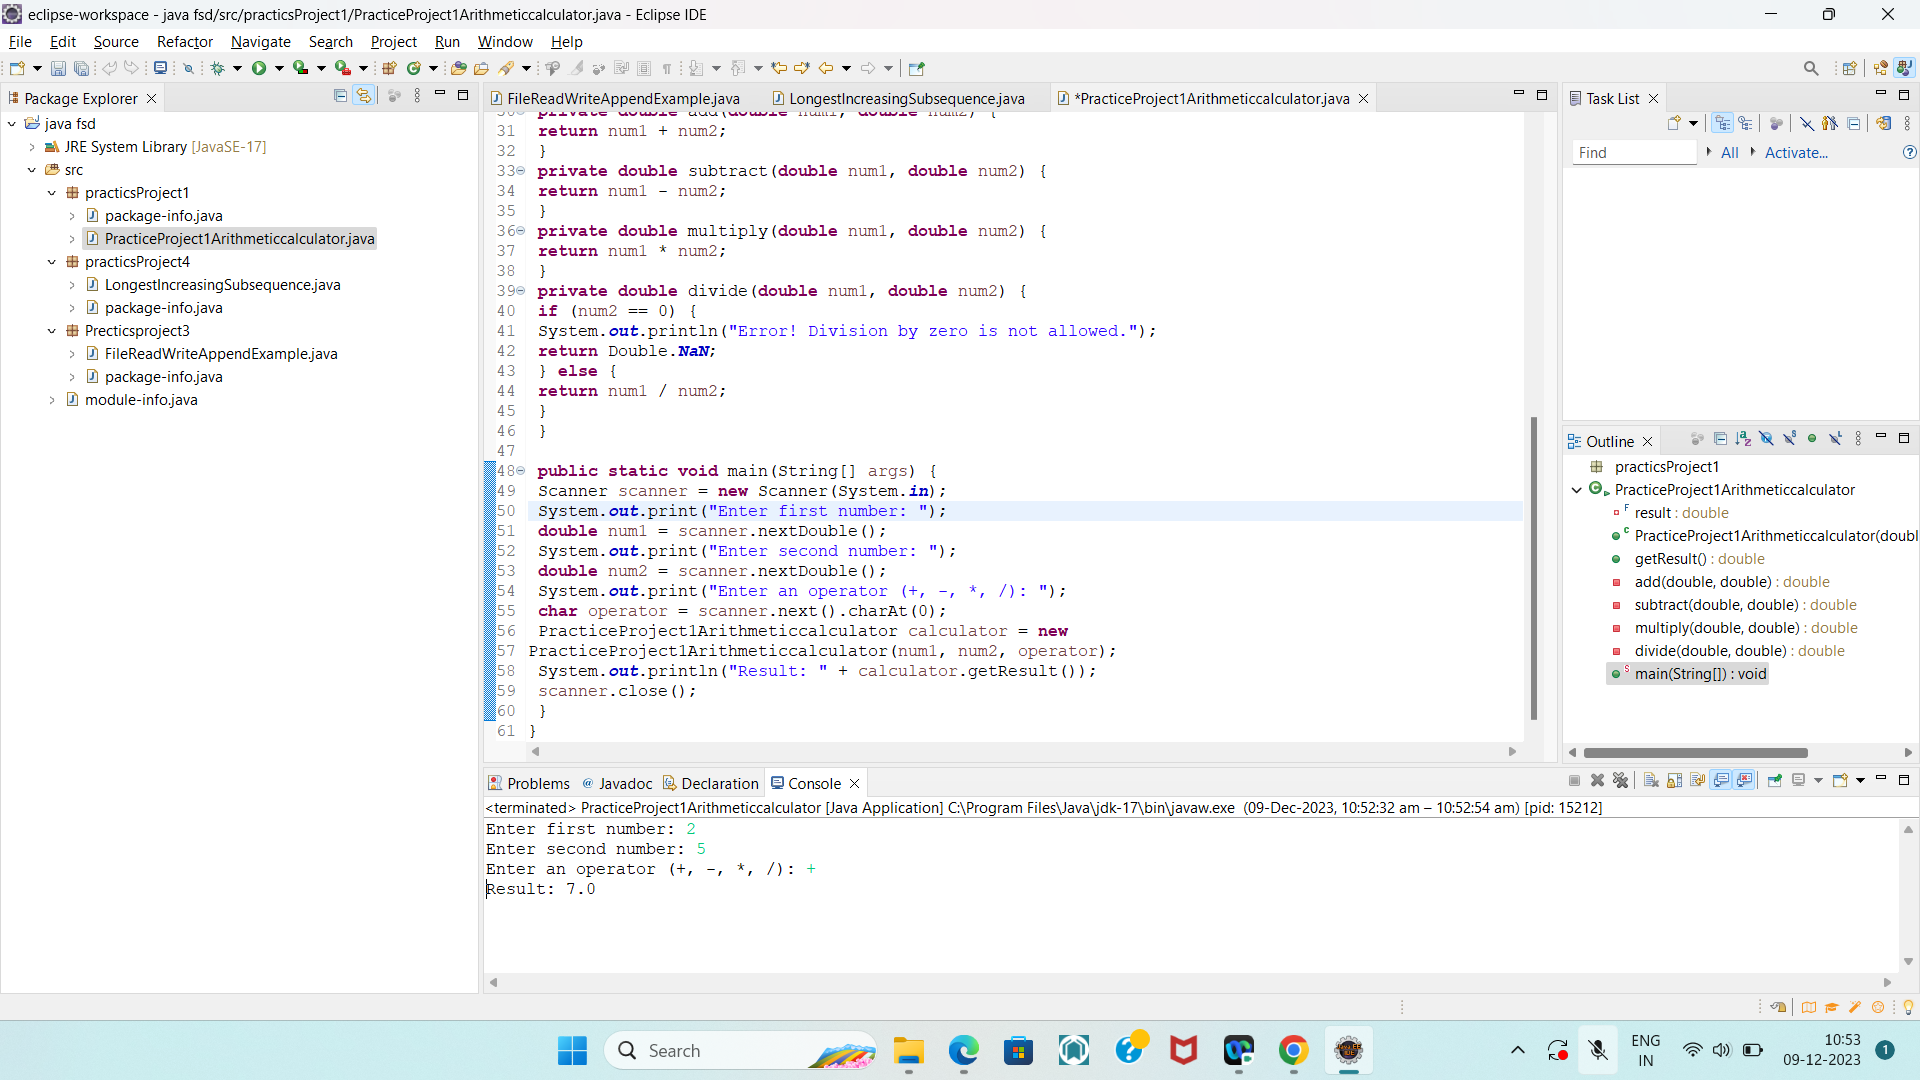 eclipse-workspace - java fsd/src/practicsProject1/PracticeProject1Arithmeticcalculator.java - Eclipse IDE
File Edit Source Refactor Navigate Search Project Run Window Help
Package Explorer
java fsd
JRE System Library [JavaSE-17]
src
practicsProject1
package-info.java
PracticeProject1Arithmeticcalculator.java
practicsProject4
LongestIncreasingSubsequence.java
package-info.java
Precticsproject3
FileReadWriteAppendExample.java
package-info.java
module-info.java
FileReadWriteAppendExample.java LongestIncreasingSubsequence.java *PracticeProject1Arithmeticcalculator.java
30 private double add(double num1, double num2) {
31 return num1 + num2;
32 }
33 private double subtract(double num1, double num2) {
34 return num1 - num2;
35 }
36 private double multiply(double num1, double num2) {
37 return num1 * num2;
38 }
39 private double divide(double num1, double num2) {
40 if (num2 == 0) {
41 System.out.println("Error! Division by zero is not allowed.");
42 return Double.NaN;
43 } else {
44 return num1 / num2;
45 }
46 }
47
48 public static void main(String[] args) {
49 Scanner scanner = new Scanner(System.in);
50 System.out.print("Enter first number: ");
51 double num1 = scanner.nextDouble();
52 System.out.print("Enter second number: ");
53 double num2 = scanner.nextDouble();
54 System.out.print("Enter an operator (+, -, *, /): ");
55 char operator = scanner.next().charAt(0);
56 PracticeProject1Arithmeticcalculator calculator = new
57 PracticeProject1Arithmeticcalculator(num1, num2, operator);
58 System.out.println("Result: " + calculator.getResult());
59 scanner.close();
60 }
61 }
Task List
Find All Activate...
Outline
practicsProject1
PracticeProject1Arithmeticcalculator
result : double
PracticeProject1Arithmeticcalculator(doubl
getResult() : double
add(double, double) : double
subtract(double, double) : double
multiply(double, double) : double
divide(double, double) : double
main(String[]) : void
Problems Javadoc Declaration Console
<terminated> PracticeProject1Arithmeticcalculator [Java Application] C:\Program Files\Java\jdk-17\bin\javaw.exe (09-Dec-2023, 10:52:32 am – 10:52:54 am) [pid: 15212]
Enter first number: 2
Enter second number: 5
Enter an operator (+, -, *, /): +
Result: 7.0
Search
ENG
IN
10:53
09-12-2023
1